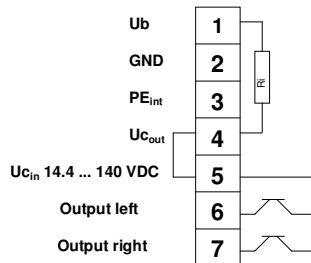 Ub 1
GND 2
PEint 3
Ucout 4
Ucin 14.4 ... 140 VDC 5
Output left 6
Output right 7
Ri